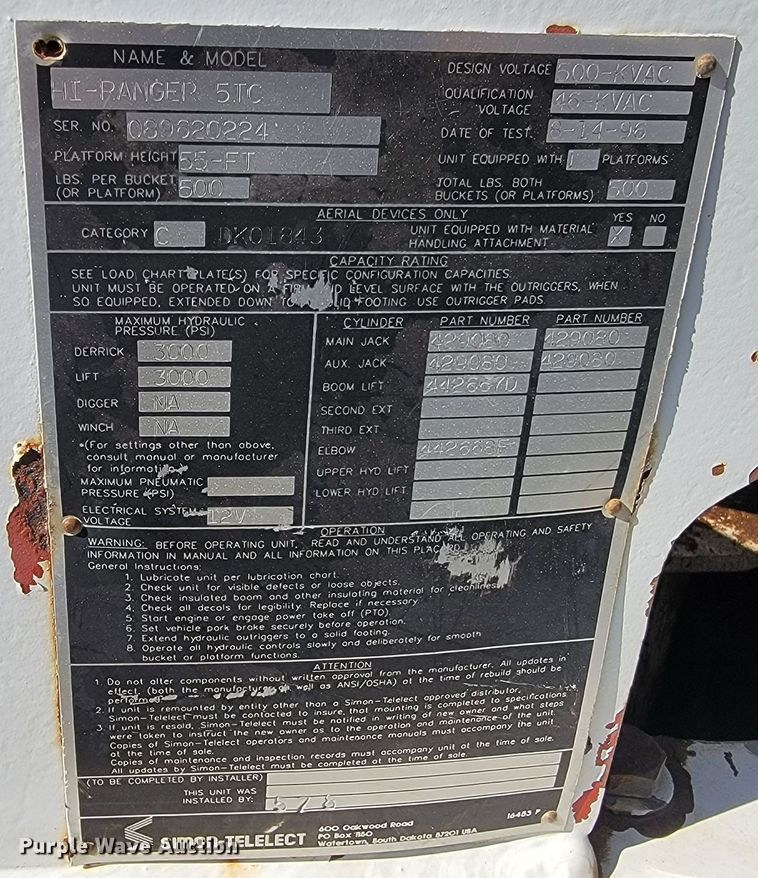 NAME & MODEL
HI-RANGER 5TC
SER. NO. 089620224
PLATFORM HEIGHT 55-FT
LBS. PER BUCKET
(OR PLATFORM) 500
DESIGN VOLTAGE 500-KVAC
QUALIFICATION
VOLTAGE 46-KVAC
DATE OF TEST 8-14-96
UNIT EQUIPPED WITH 1 PLATFORMS
TOTAL LBS. BOTH
BUCKETS (OR PLATFORMS) 500
AERIAL DEVICES ONLY
CATEGORY C DK01843
UNIT EQUIPPED WITH MATERIAL
HANDLING ATTACHMENT
YES NO
X
CAPACITY RATING
SEE LOAD CHART PLATE(S) FOR SPECIFIC CONFIGURATION CAPACITIES.
UNIT MUST BE OPERATED ON A LEVEL SURFACE WITH THE OUTRIGGERS, WHEN
SO EQUIPPED, EXTENDED DOWN FOOTING USE OUTRIGGER PADS.
MAXIMUM HYDRAULIC
PRESSURE (PSI)
DERRICK 3000
LIFT 3000
DIGGER NA
WINCH NA
*(For settings other than above,
consult manual or manufacturer
for information
MAXIMUM PNEUMATIC
PRESSURE (PSI)
ELECTRICAL SYSTEM
VOLTAGE 12V
CYLINDER PART NUMBER PART NUMBER
MAIN JACK 429080 429080
AUX. JACK 429080 429080
BOOM LIFT 442667D
SECOND EXT
THIRD EXT
ELBOW 442668E
UPPER HYD LIFT
LOWER HYD LIFT
OPERATION
WARNING: BEFORE OPERATING UNIT, READ AND UNDERSTAND ALL OPERATING AND SAFETY
INFORMATION IN MANUAL AND ALL INFORMATION ON THIS PLACARD
General Instructions:
1. Lubricate unit per lubrication chart.
2. Check unit for visible defects or loose objects.
3. Check insulated boom and other insulating material for cleanliness.
4. Check all decals for legibility. Replace if necessary.
5. Start engine or engage power take off (PTO).
6. Set vehicle park brake securely before operation.
7. Extend hydraulic outriggers to a solid footing.
8. Operate all hydraulic controls slowly and deliberately for smooth
bucket or platform functions.
ATTENTION
1. Do not alter components without written approval from the manufacturer. All updates in
effect, (both the manufacturer as well as ANSI/OSHA) at the time of rebuild should be
performed
2. If unit is remounted by entity other than a Simon-Telelect approved distributor,
Simon-Telelect must be contacted to insure, that mounting is completed to specifications.
3. If unit is resold, Simon-Telelect must be notified in writing of new owner and what steps
were taken to instruct the new owner as to the operation and maintenance of the unit.
Copies of Simon-Telelect operators and maintenance manuals must accompany the unit
at the time of sale.
Copies of maintenance and inspection records must accompany unit at the time of sale.
All updates by Simon-Telelect must be completed at the time of sale.
(TO BE COMPLETED BY INSTALLER)
THIS UNIT WAS
INSTALLED BY:
SIMON-TELELECT
600 Oakwood Road
PO Box 1150
Watertown, South Dakota 57201 USA
16453 P
Purple Wave Auction